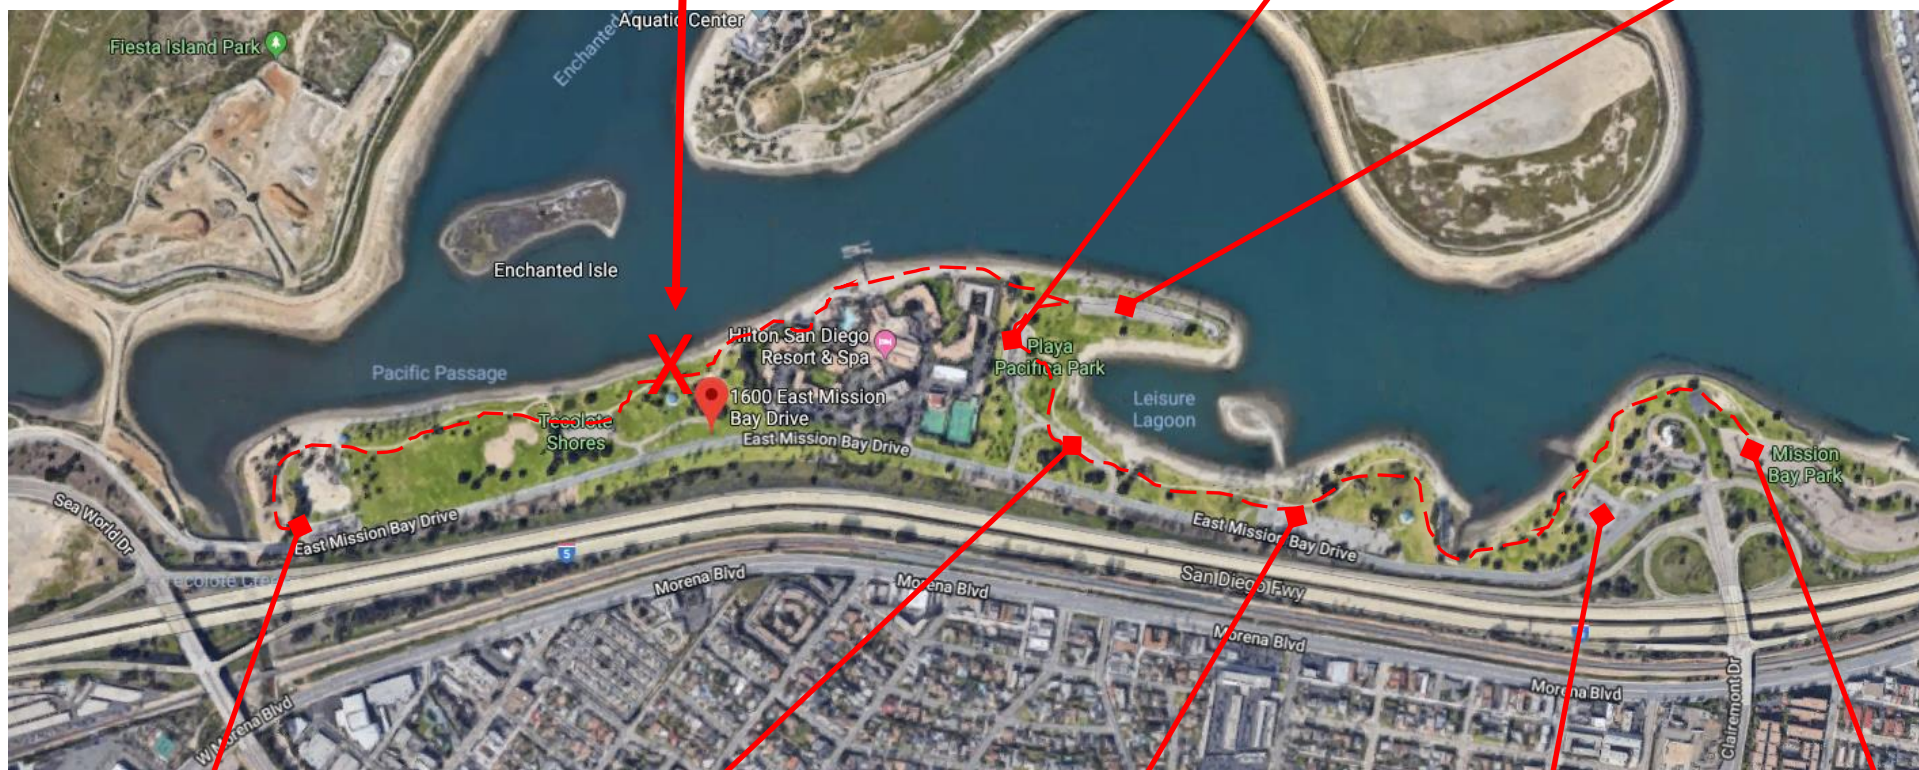 Aquatic Center
Fiesta Island Park
Enchanted
Enchanted Isle
Hilton San Diego
Resort & Spa
Playa
Pacifica Park
Pacific Passage
X
1600 East Mission
Bay Drive
Leisure
Lagoon
Tecolote
Shores
East Mission Bay Drive
Mission
Bay Park
Sea World Dr
East Mission Bay Drive
East Mission Bay Drive
5
Tecolote Creek
Morena Blvd
Morena Blvd
San Diego Fwy
Morena Blvd
Morena Blvd
W Morena Blvd
Clairemont Dr